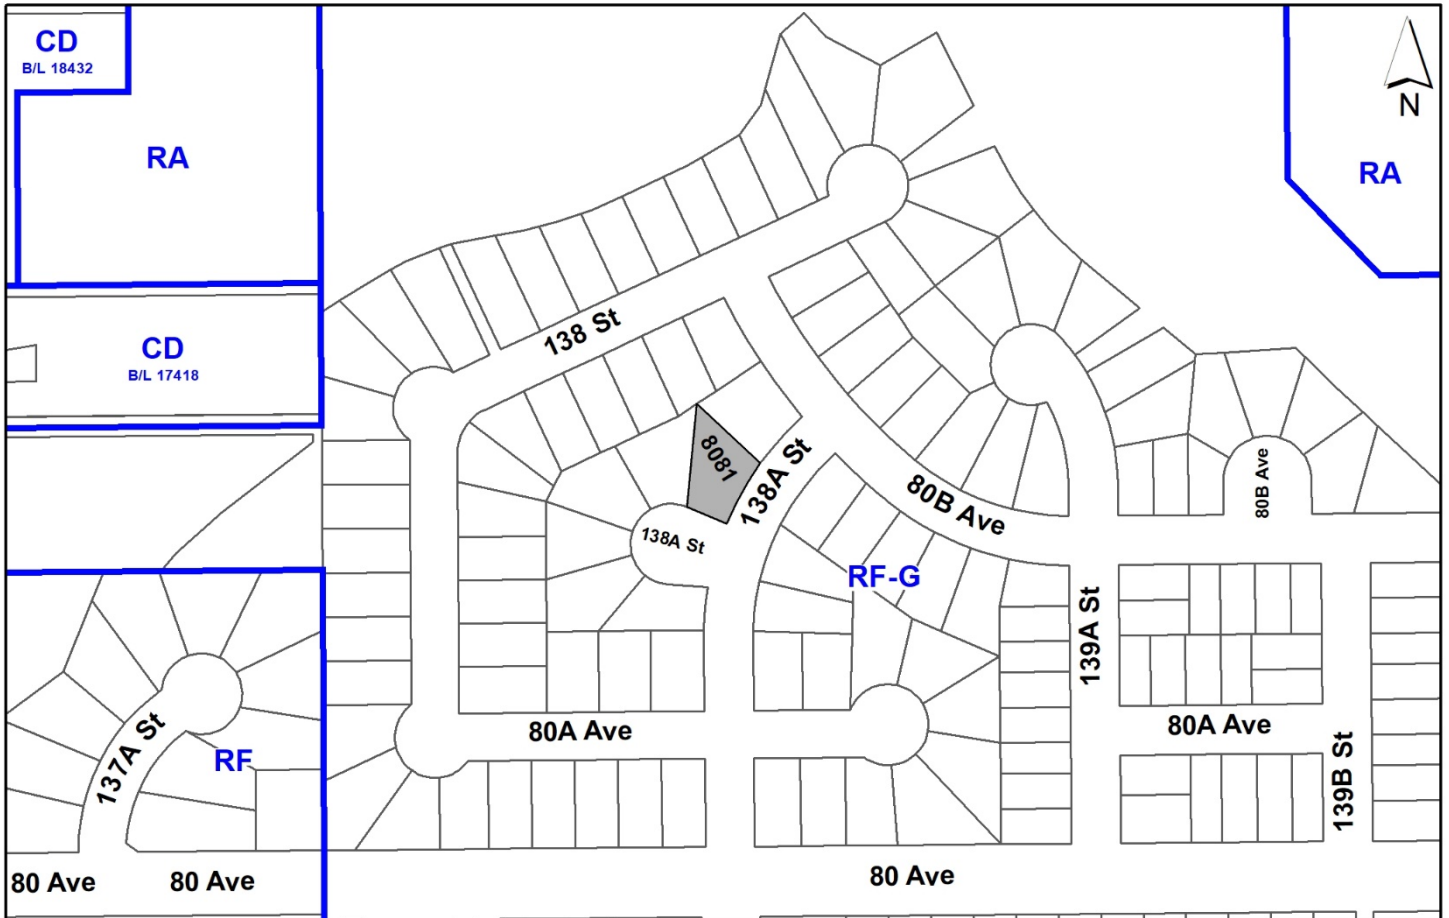 CD
B/L 18432
RA
N
RA
138 St
CD
B/L 17418
8081
138A St
80B Ave
80B Ave
138A St
RF-G
139A St
137A St
RF
80A Ave
80A Ave
139B St
80 Ave
80 Ave
80 Ave